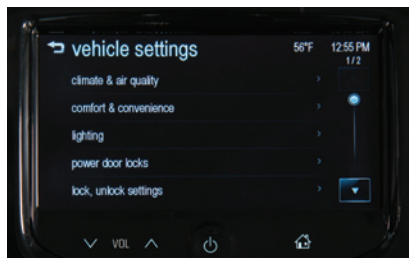 vehicle settings 56°F 12:55 PM
1/2
climate & air quality
comfort & convenience
lighting
power door locks
lock, unlock settings
VOL